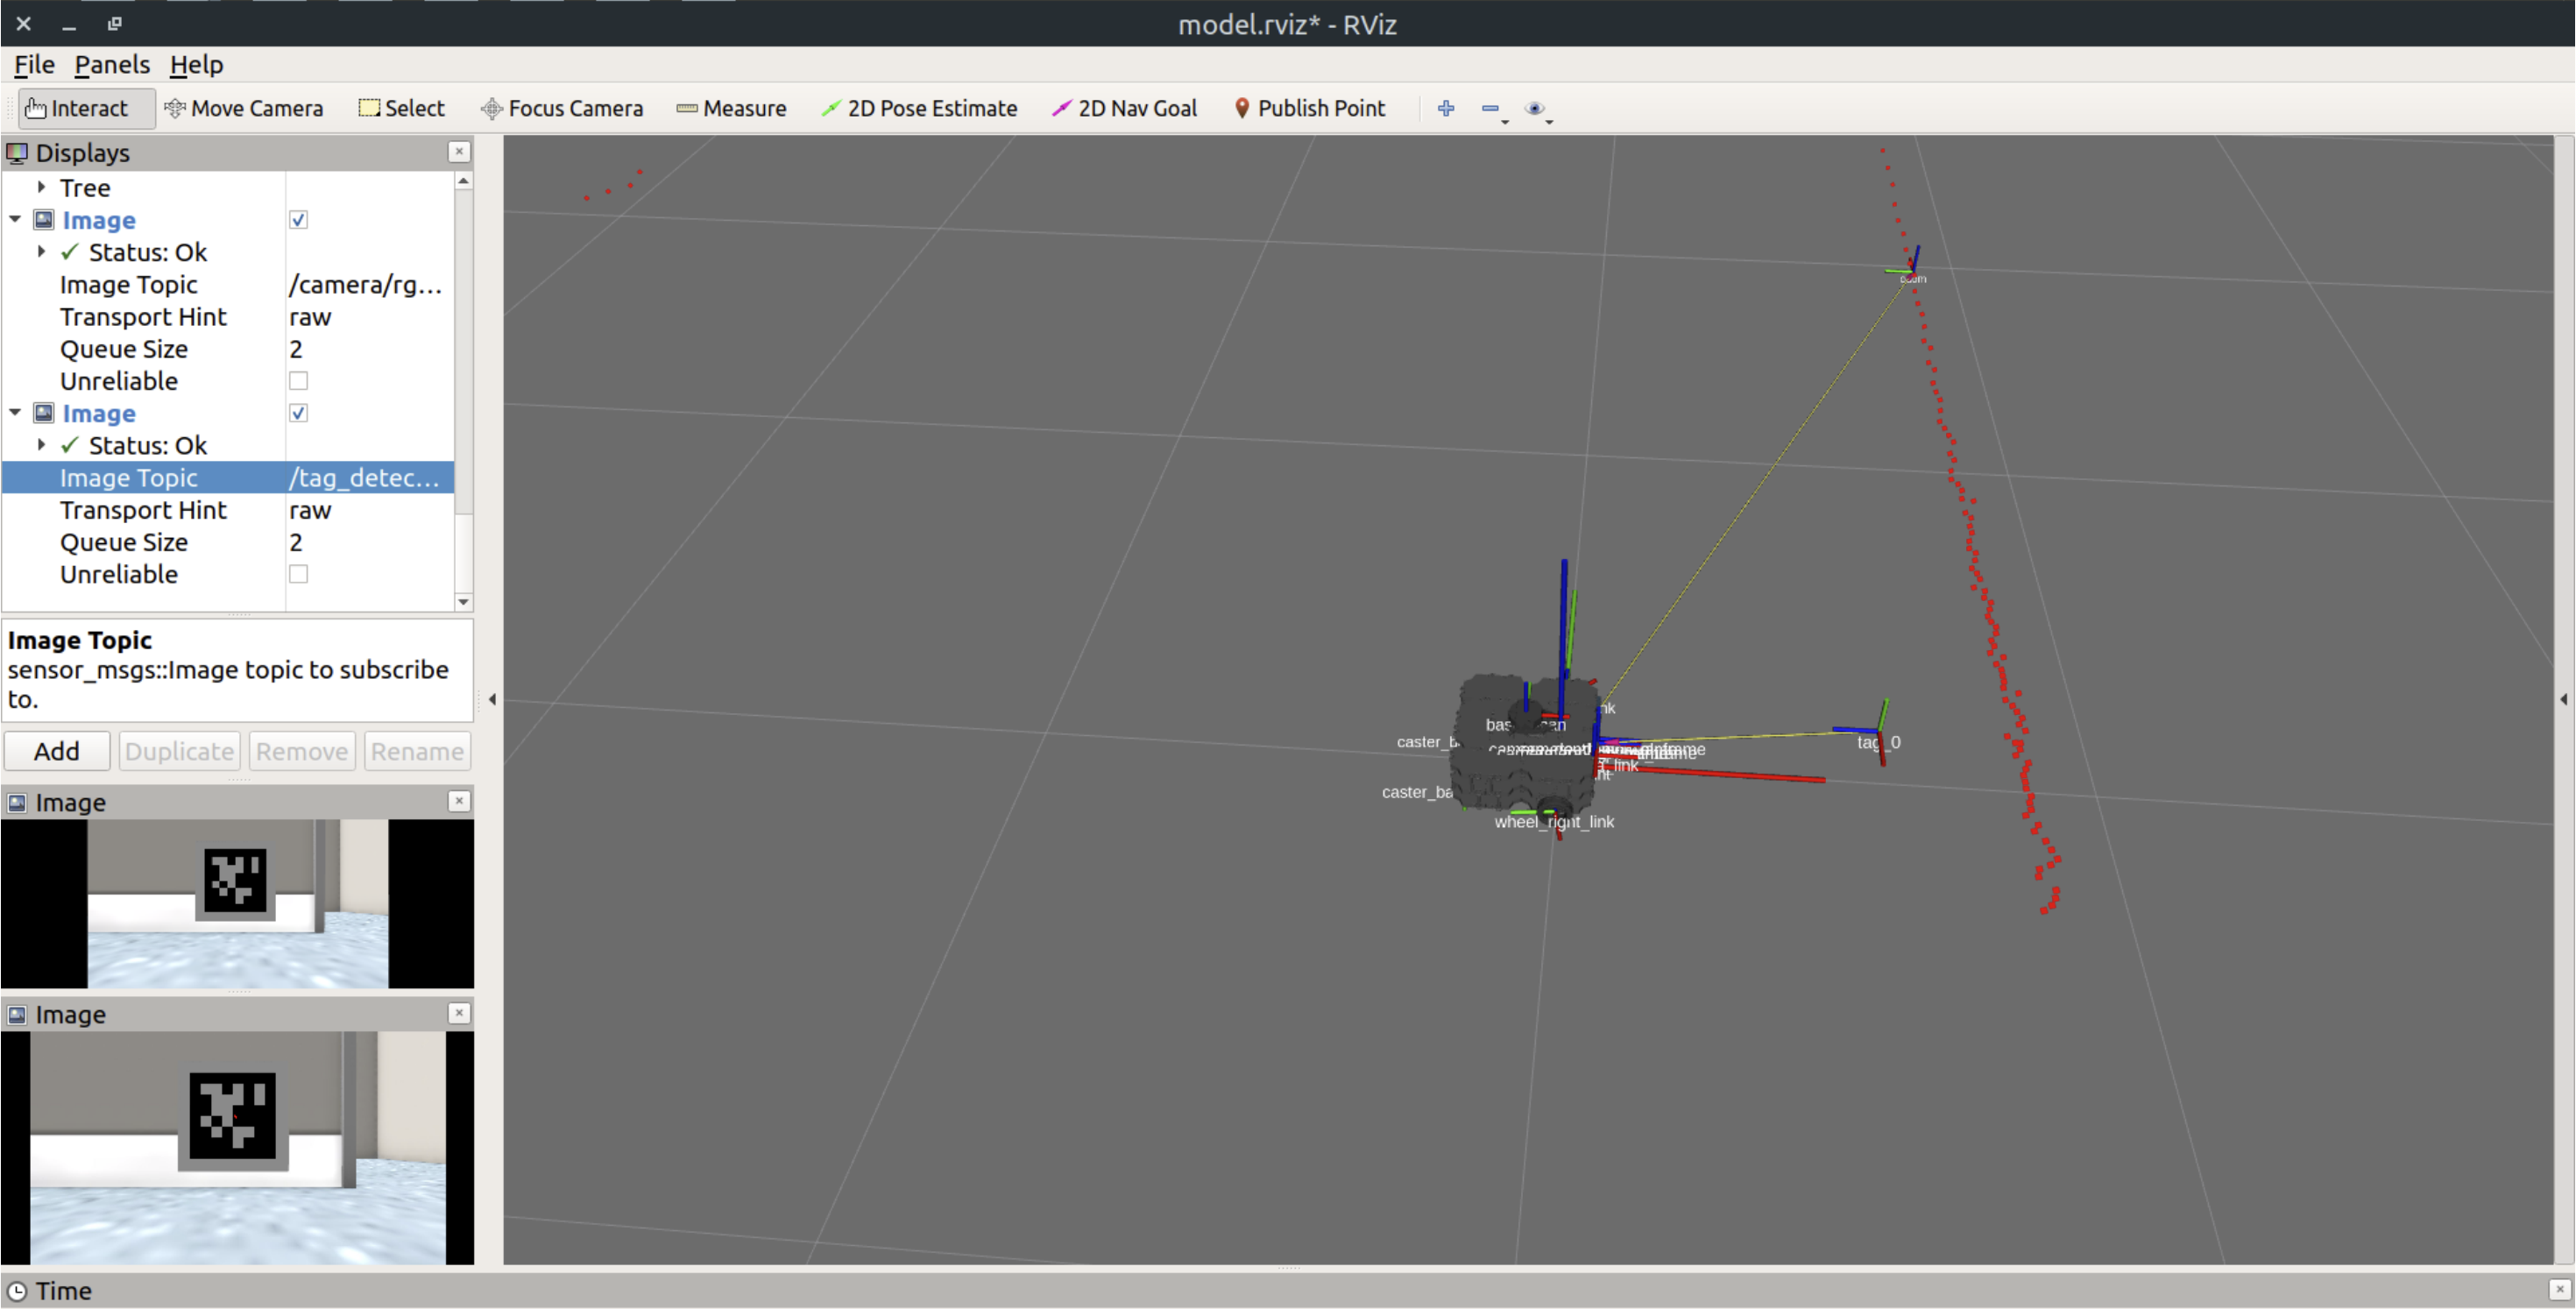 model.rviz* - RViz
File Panels Help
Interact Move Camera Select Focus Camera Measure 2D Pose Estimate 2D Nav Goal Publish Point
Displays
Tree
Image
Status: Ok
Image Topic /camera/rg...
Transport Hint raw
Queue Size 2
Unreliable
Image
Status: Ok
Image Topic /tag_detec...
Transport Hint raw
Queue Size 2
Unreliable
Image Topic
sensor_msgs::Image topic to subscribe
to.
Add Duplicate Remove Rename
Image
Image
Time
odom
tag_0
caster_b
caster_ba
wheel_right_link